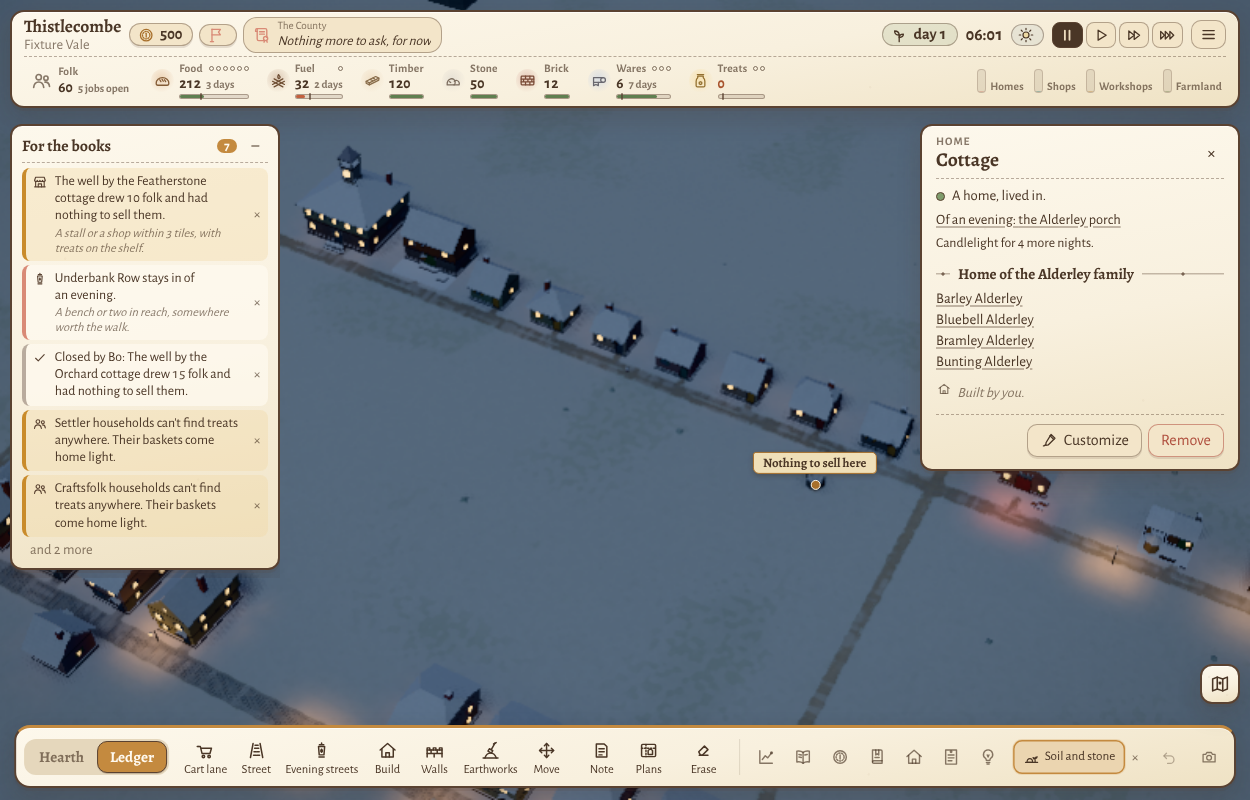 Thistlecombe
Fixture Vale
500
The County
Nothing more to ask, for now
day 1
06:01
Folk
60 5 jobs open
Food
212 3 days
Fuel
32 2 days
Timber
120
Stone
50
Brick
12
Wares
6 7 days
Treats
0
Homes
Shops
Workshops
Farmland
For the books
7
The well by the Featherstone
cottage drew 10 folk and had
nothing to sell them.
A stall or a shop within 3 tiles, with
treats on the shelf.
Underbank Row stays in of
an evening.
A bench or two in reach, somewhere
worth the walk.
Closed by Bo: The well by the
Orchard cottage drew 15 folk and
had nothing to sell them.
Settler households can't find treats
anywhere. Their baskets come
home light.
Craftsfolk households can't find
treats anywhere. Their baskets
come home light.
and 2 more
HOME
Cottage
A home, lived in.
Of an evening: the Alderley porch
Candlelight for 4 more nights.
Home of the Alderley family
Barley Alderley
Bluebell Alderley
Bramley Alderley
Bunting Alderley
Built by you.
Customize
Remove
Nothing to sell here
Hearth
Ledger
Cart lane
Street
Evening streets
Build
Walls
Earthworks
Move
Note
Plans
Erase
Soil and stone